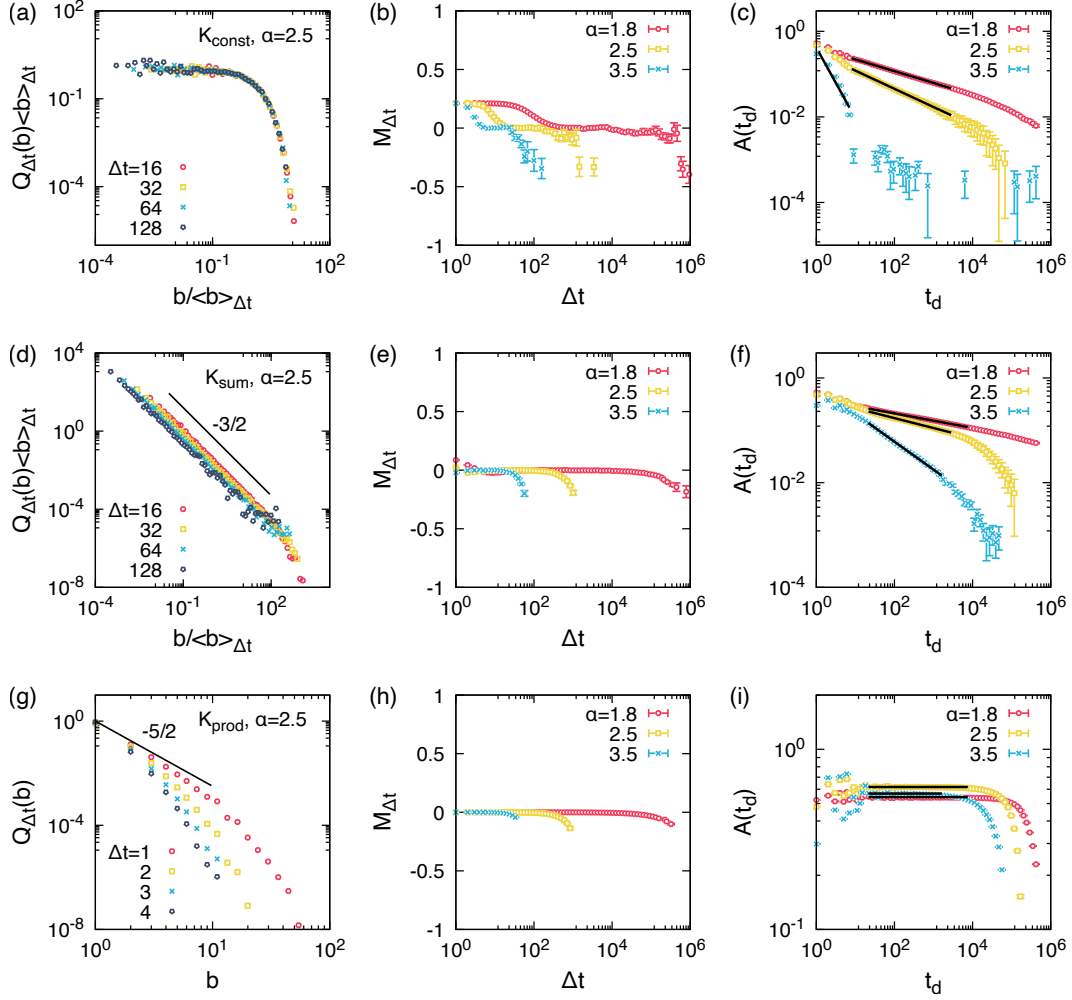 (a)
10^2
10^-1
10^-4
Q_Δt(b)<b>_Δt
K_const, α=2.5
Δt=16
32
64
128
10^-4 10^-1 10^2
b/<b>_Δt
(b)
1
0.5
0
-0.5
-1
M_Δt
α=1.8
2.5
3.5
10^0 10^2 10^4 10^6
Δt
(c)
10^0
10^-2
10^-4
A(t_d)
α=1.8
2.5
3.5
10^0 10^2 10^4 10^6
t_d
(d)
10^4
10^0
10^-4
10^-8
Q_Δt(b)<b>_Δt
K_sum, α=2.5
-3/2
Δt=16
32
64
128
10^-4 10^-1 10^2
b/<b>_Δt
(e)
1
0.5
0
-0.5
-1
M_Δt
α=1.8
2.5
3.5
10^0 10^2 10^4 10^6
Δt
(f)
10^0
10^-2
10^-4
A(t_d)
α=1.8
2.5
3.5
10^0 10^2 10^4 10^6
t_d
(g)
10^0
10^-4
10^-8
Q_Δt(b)
-5/2
K_prod, α=2.5
Δt=1
2
3
4
10^0 10^1 10^2
b
(h)
1
0.5
0
-0.5
-1
M_Δt
α=1.8
2.5
3.5
10^0 10^2 10^4 10^6
Δt
(i)
10^0
10^-1
A(t_d)
α=1.8
2.5
3.5
10^0 10^2 10^4 10^6
t_d